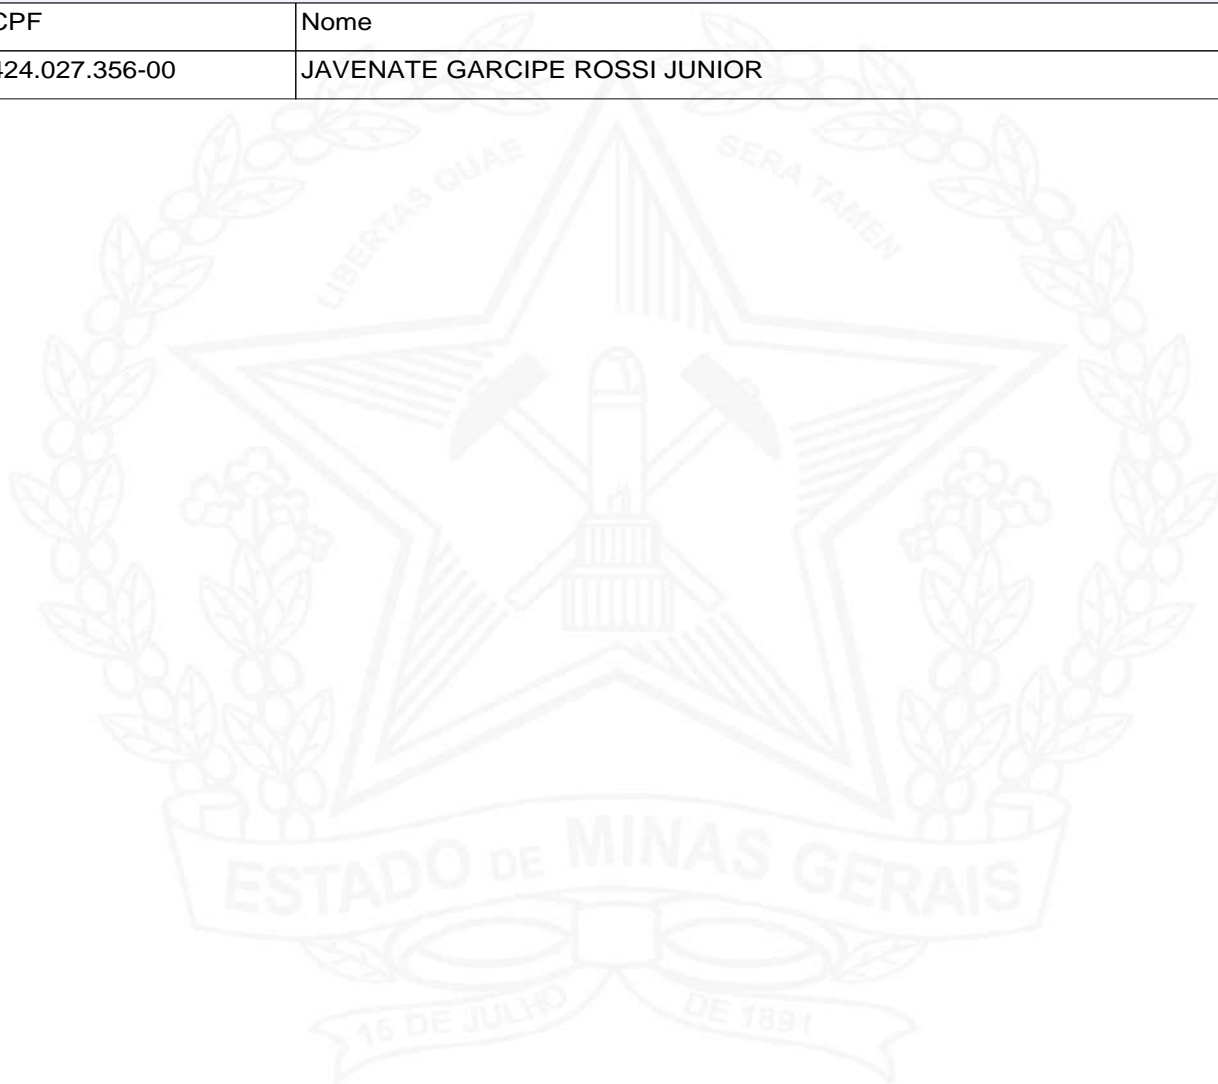 CPF Nome
424.027.356-00 JAVENATE GARCIPE ROSSI JUNIOR
LIBERTAS QUAE SERA TAMEN
ESTADO DE MINAS GERAIS
15 DE JULHO DE 1891